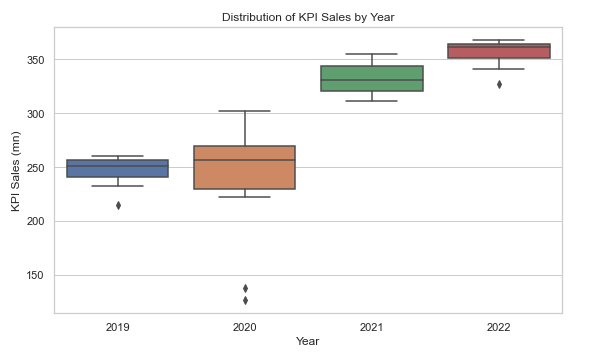 Distribution of KPI Sales by Year
KPI Sales (mn)
350
300
250
200
150
2019 2020 2021 2022
Year